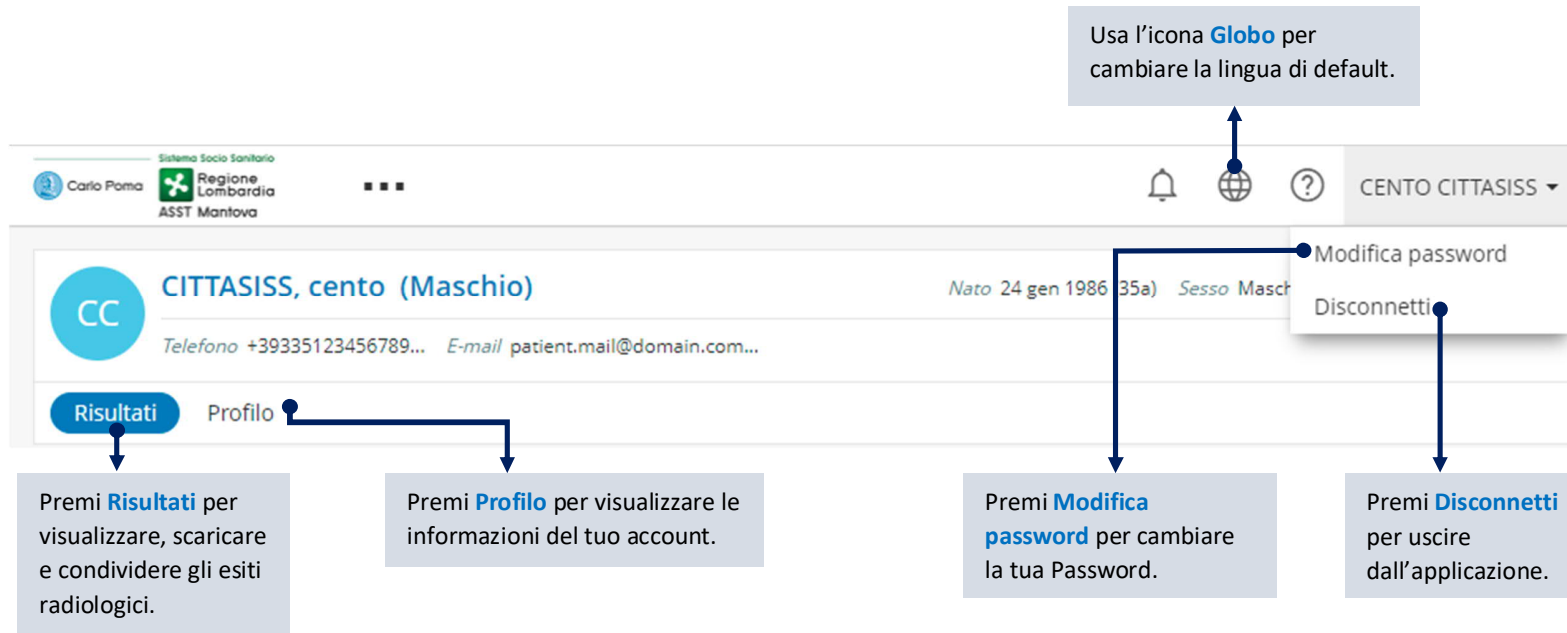 Usa l’icona Globo per
cambiare la lingua di default.
Carlo Poma
Sistema Socio Sanitario
Regione
Lombardia
ASST Mantova
CENTO CITTASISS
Modifica password
Disconnetti
CC
CITTASISS, cento (Maschio)
Nato 24 gen 1986 35a) Sesso Masch
Telefono +39335123456789... E-mail patient.mail@domain.com...
Risultati Profilo
Premi Risultati per
visualizzare, scaricare
e condividere gli esiti
radiologici.
Premi Profilo per visualizzare le
informazioni del tuo account.
Premi Modifica
password per cambiare
la tua Password.
Premi Disconnetti
per uscire
dall’applicazione.